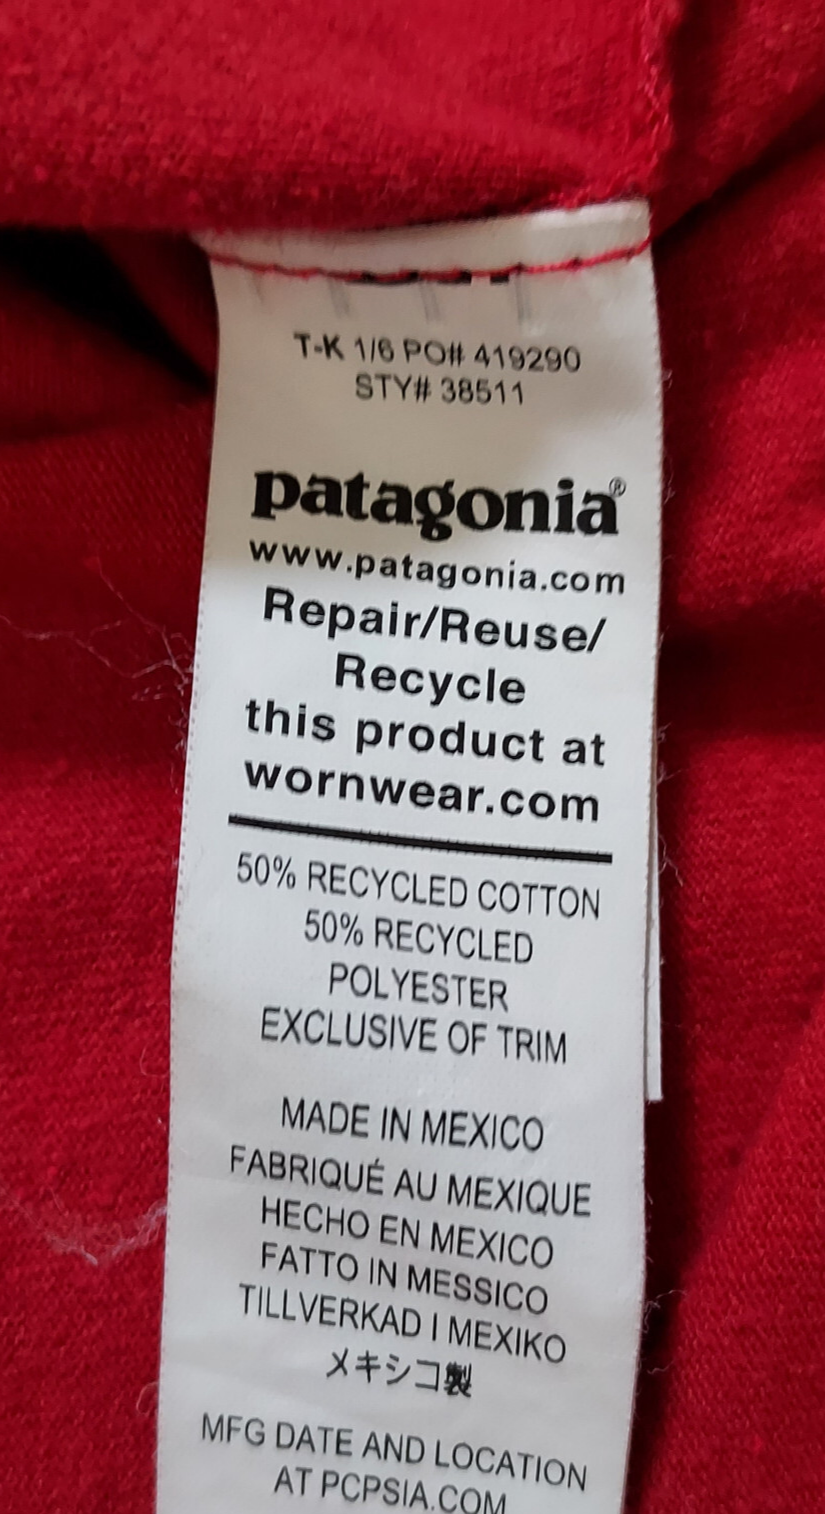 T-K 1/6 PO# 419290
STY# 38511
patagonia®
www.patagonia.com
Repair/Reuse/
Recycle
this product at
wornwear.com
50% RECYCLED COTTON
50% RECYCLED
POLYESTER
EXCLUSIVE OF TRIM
MADE IN MEXICO
FABRIQUÉ AU MEXIQUE
HECHO EN MEXICO
FATTO IN MESSICO
TILLVERKAD I MEXIKO
メキシコ製
MFG DATE AND LOCATION
AT PCPSIA.COM